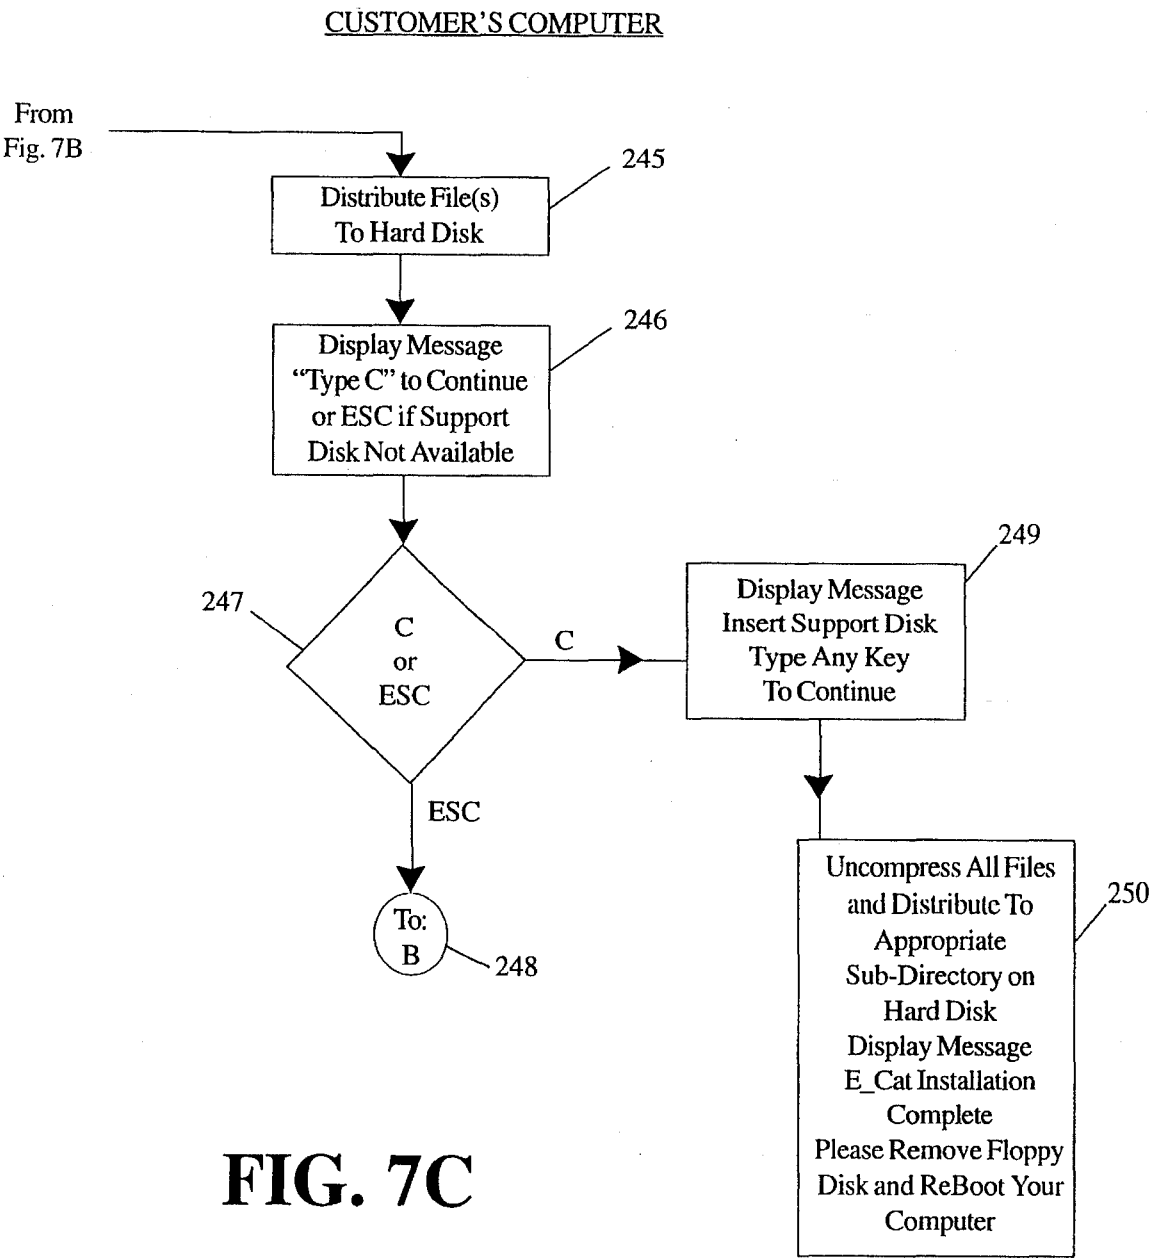 CUSTOMER'S COMPUTER
From
Fig. 7B
245
Distribute File(s)
To Hard Disk
246
Display Message
“Type C” to Continue
or ESC if Support
Disk Not Available
247
C
or
ESC
C
249
Display Message
Insert Support Disk
Type Any Key
To Continue
ESC
To:
B
248
250
Uncompress All Files
and Distribute To
Appropriate
Sub-Directory on
Hard Disk
Display Message
E_Cat Installation
Complete
Please Remove Floppy
Disk and ReBoot Your
Computer
FIG. 7C